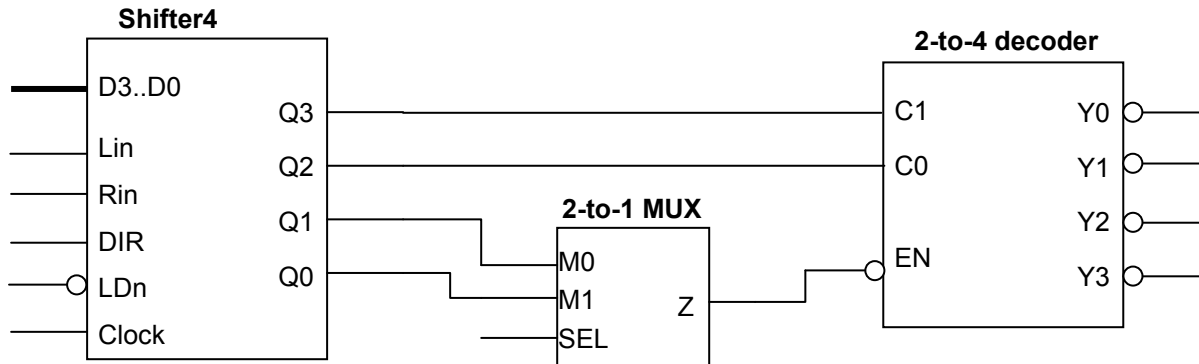 Shifter4
D3..D0
Lin
Rin
DIR
LDn
Clock
Q3
Q2
Q1
Q0
2-to-1 MUX
M0
M1
SEL
Z
2-to-4 decoder
C1
C0
EN
Y0
Y1
Y2
Y3